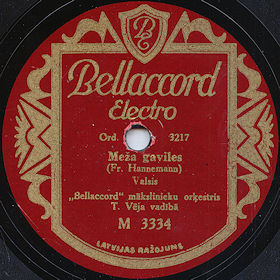 Bellaccord
Electro
Ord. 3217
Meža gaviles
(Fr. Hannemann)
Valsis
„Bellaccord" mākslinieku orķestris
T. Vēja vadībā
M 3334
LATVIJAS RAŽOJUMS